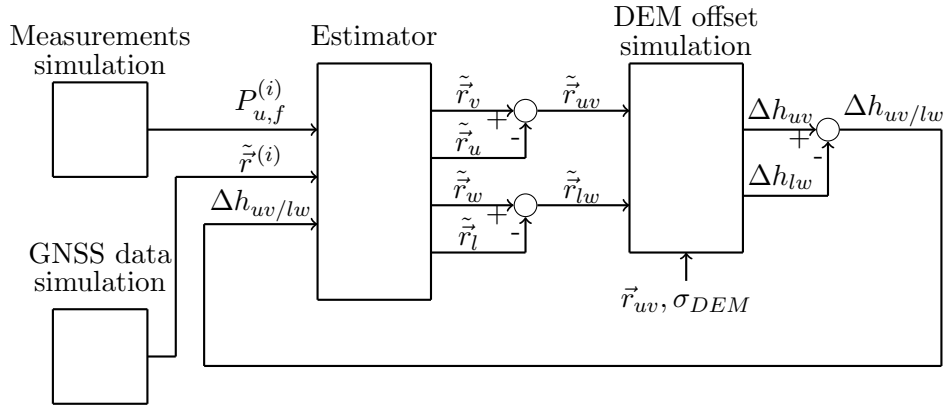 Measurements
simulation
Estimator
DEM offset
simulation
P_{u,f}^{(i)}
\tilde{\vec{r}}^{(i)}
Δh_{uv/lw}
GNSS data
simulation
\tilde{\vec{r}}_v
+
\tilde{\vec{r}}_u
-
\tilde{\vec{r}}_{uv}
\tilde{\vec{r}}_w
+
\tilde{\vec{r}}_l
-
\tilde{\vec{r}}_{lw}
Δh_{uv}
+
-
Δh_{lw}
Δh_{uv/lw}
\vec{r}_{uv}, σ_{DEM}